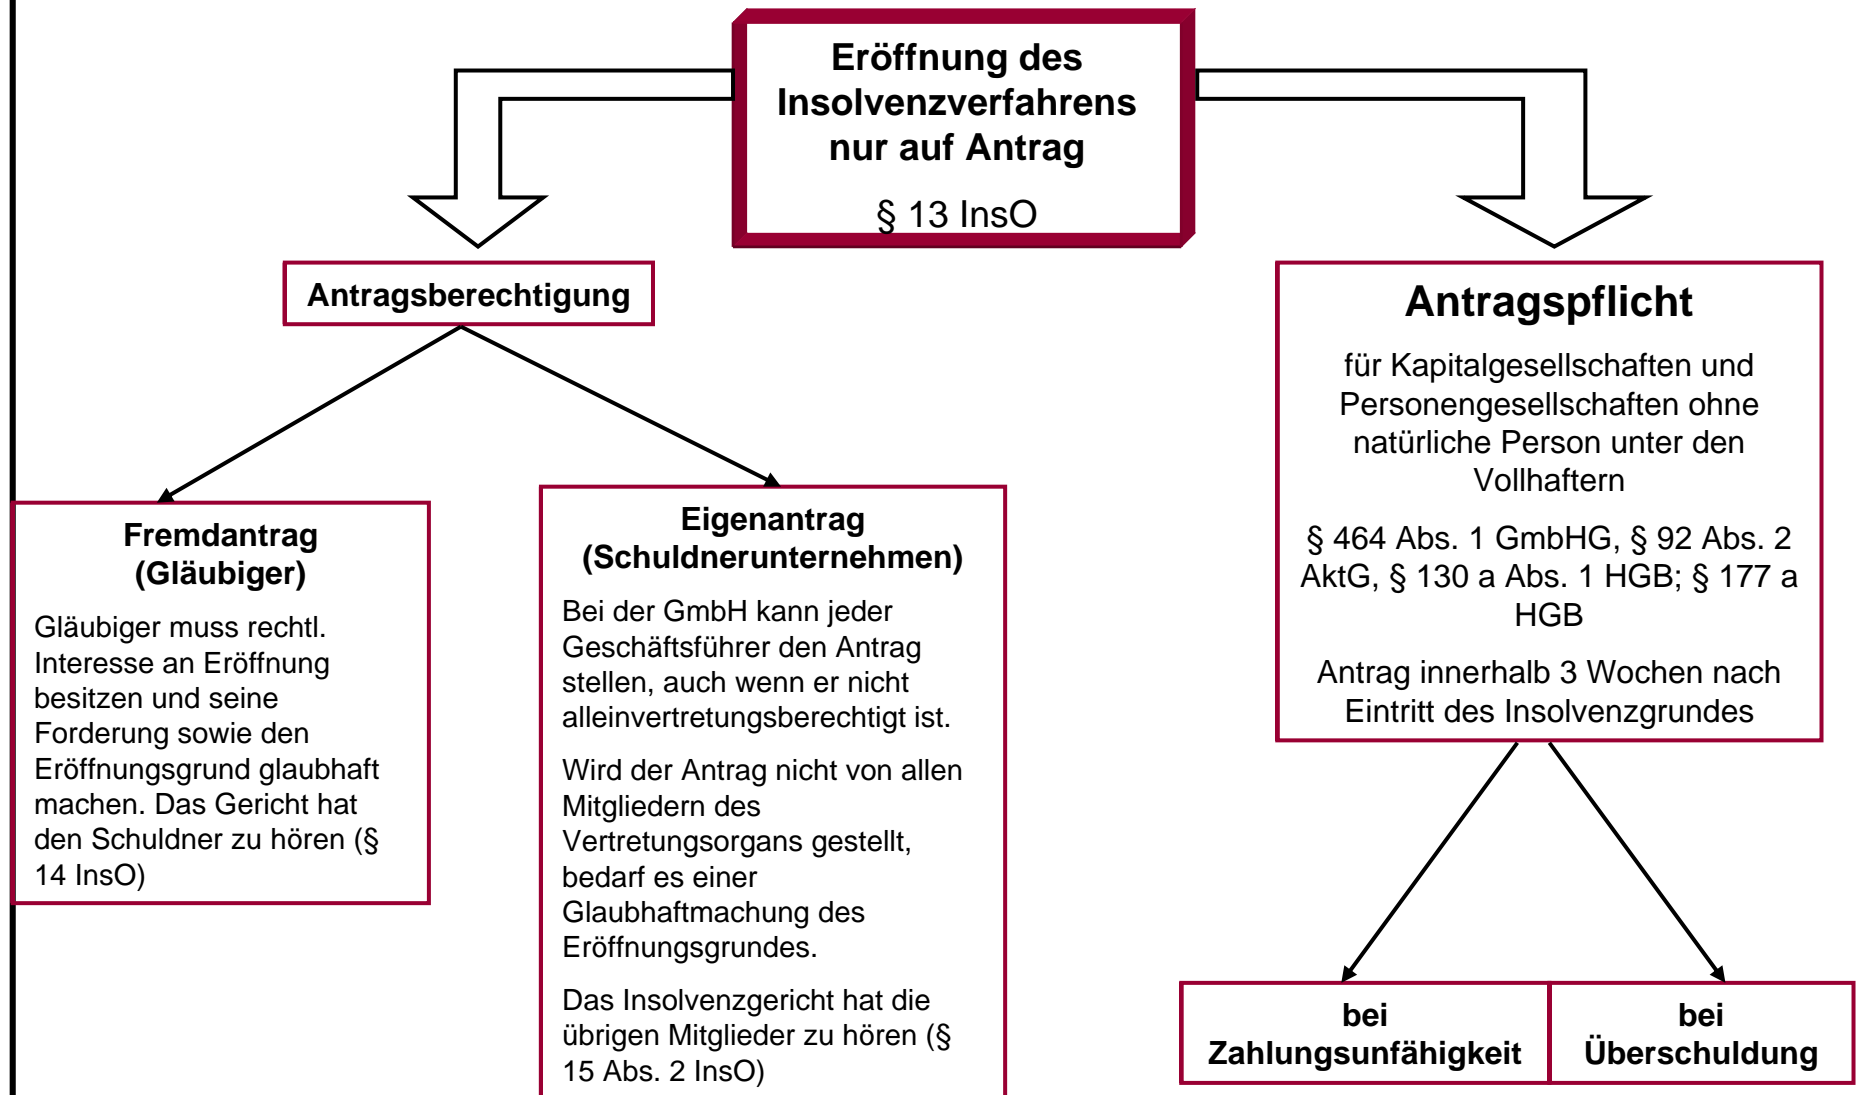 Eröffnung des
Insolvenzverfahrens
nur auf Antrag
§ 13 InsO
Antragsberechtigung
Fremdantrag
(Gläubiger)
Gläubiger muss rechtl.
Interesse an Eröffnung
besitzen und seine
Forderung sowie den
Eröffnungsgrund glaubhaft
machen. Das Gericht hat
den Schuldner zu hören (§
14 InsO)
Eigenantrag
(Schuldnerunternehmen)
Bei der GmbH kann jeder
Geschäftsführer den Antrag
stellen, auch wenn er nicht
alleinvertretungsberechtigt ist.
Wird der Antrag nicht von allen
Mitgliedern des
Vertretungsorgans gestellt,
bedarf es einer
Glaubhaftmachung des
Eröffnungsgrundes.
Das Insolvenzgericht hat die
übrigen Mitglieder zu hören (§
15 Abs. 2 InsO)
Antragspflicht
für Kapitalgesellschaften und
Personengesellschaften ohne
natürliche Person unter den
Vollhaftern
§ 464 Abs. 1 GmbHG, § 92 Abs. 2
AktG, § 130 a Abs. 1 HGB; § 177 a
HGB
Antrag innerhalb 3 Wochen nach
Eintritt des Insolvenzgrundes
bei
Zahlungsunfähigkeit
bei
Überschuldung